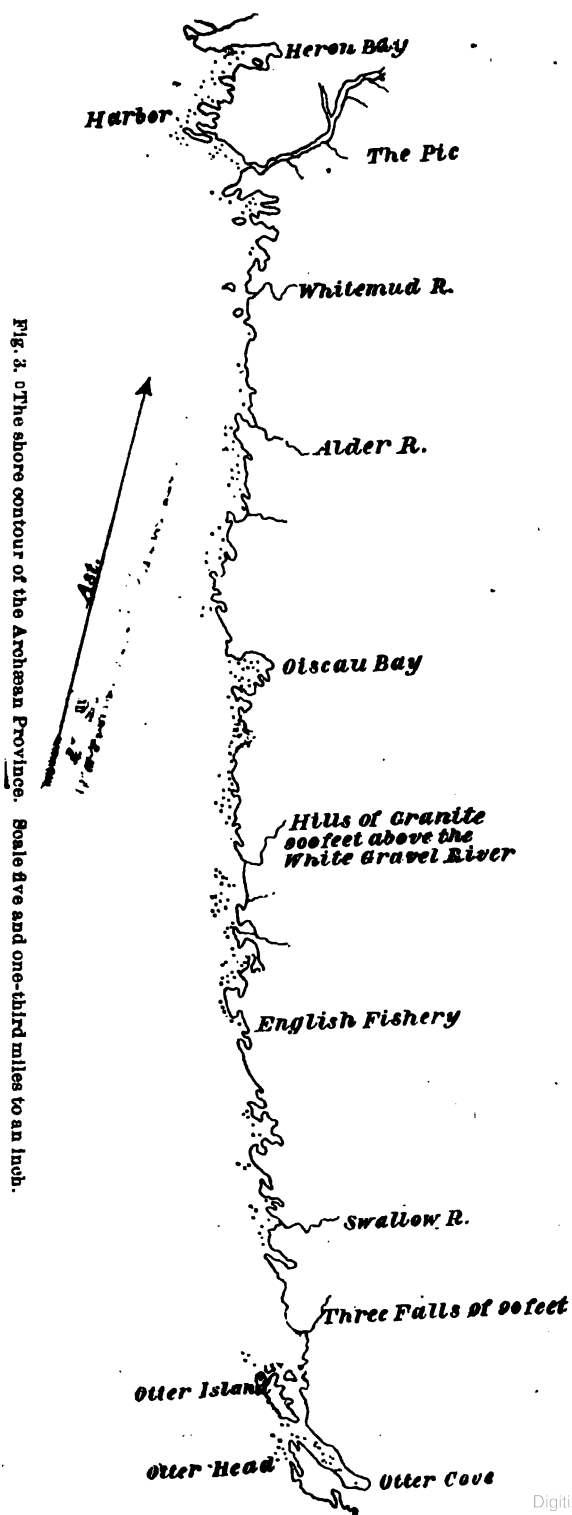 Heron Bay
Harbor
The Pic
Whitemud R.
Alder R.
Ast.
Oiscau Bay
Hills of Granite
900 feet above the
White Gravel River
English Fishery
Swallow R.
Three Falls of 90 feet
Otter Island
Otter Head
Otter Cove
Fig. 3. The shore contour of the Archæan Province. Scale five and one-third miles to an inch.
Digiti